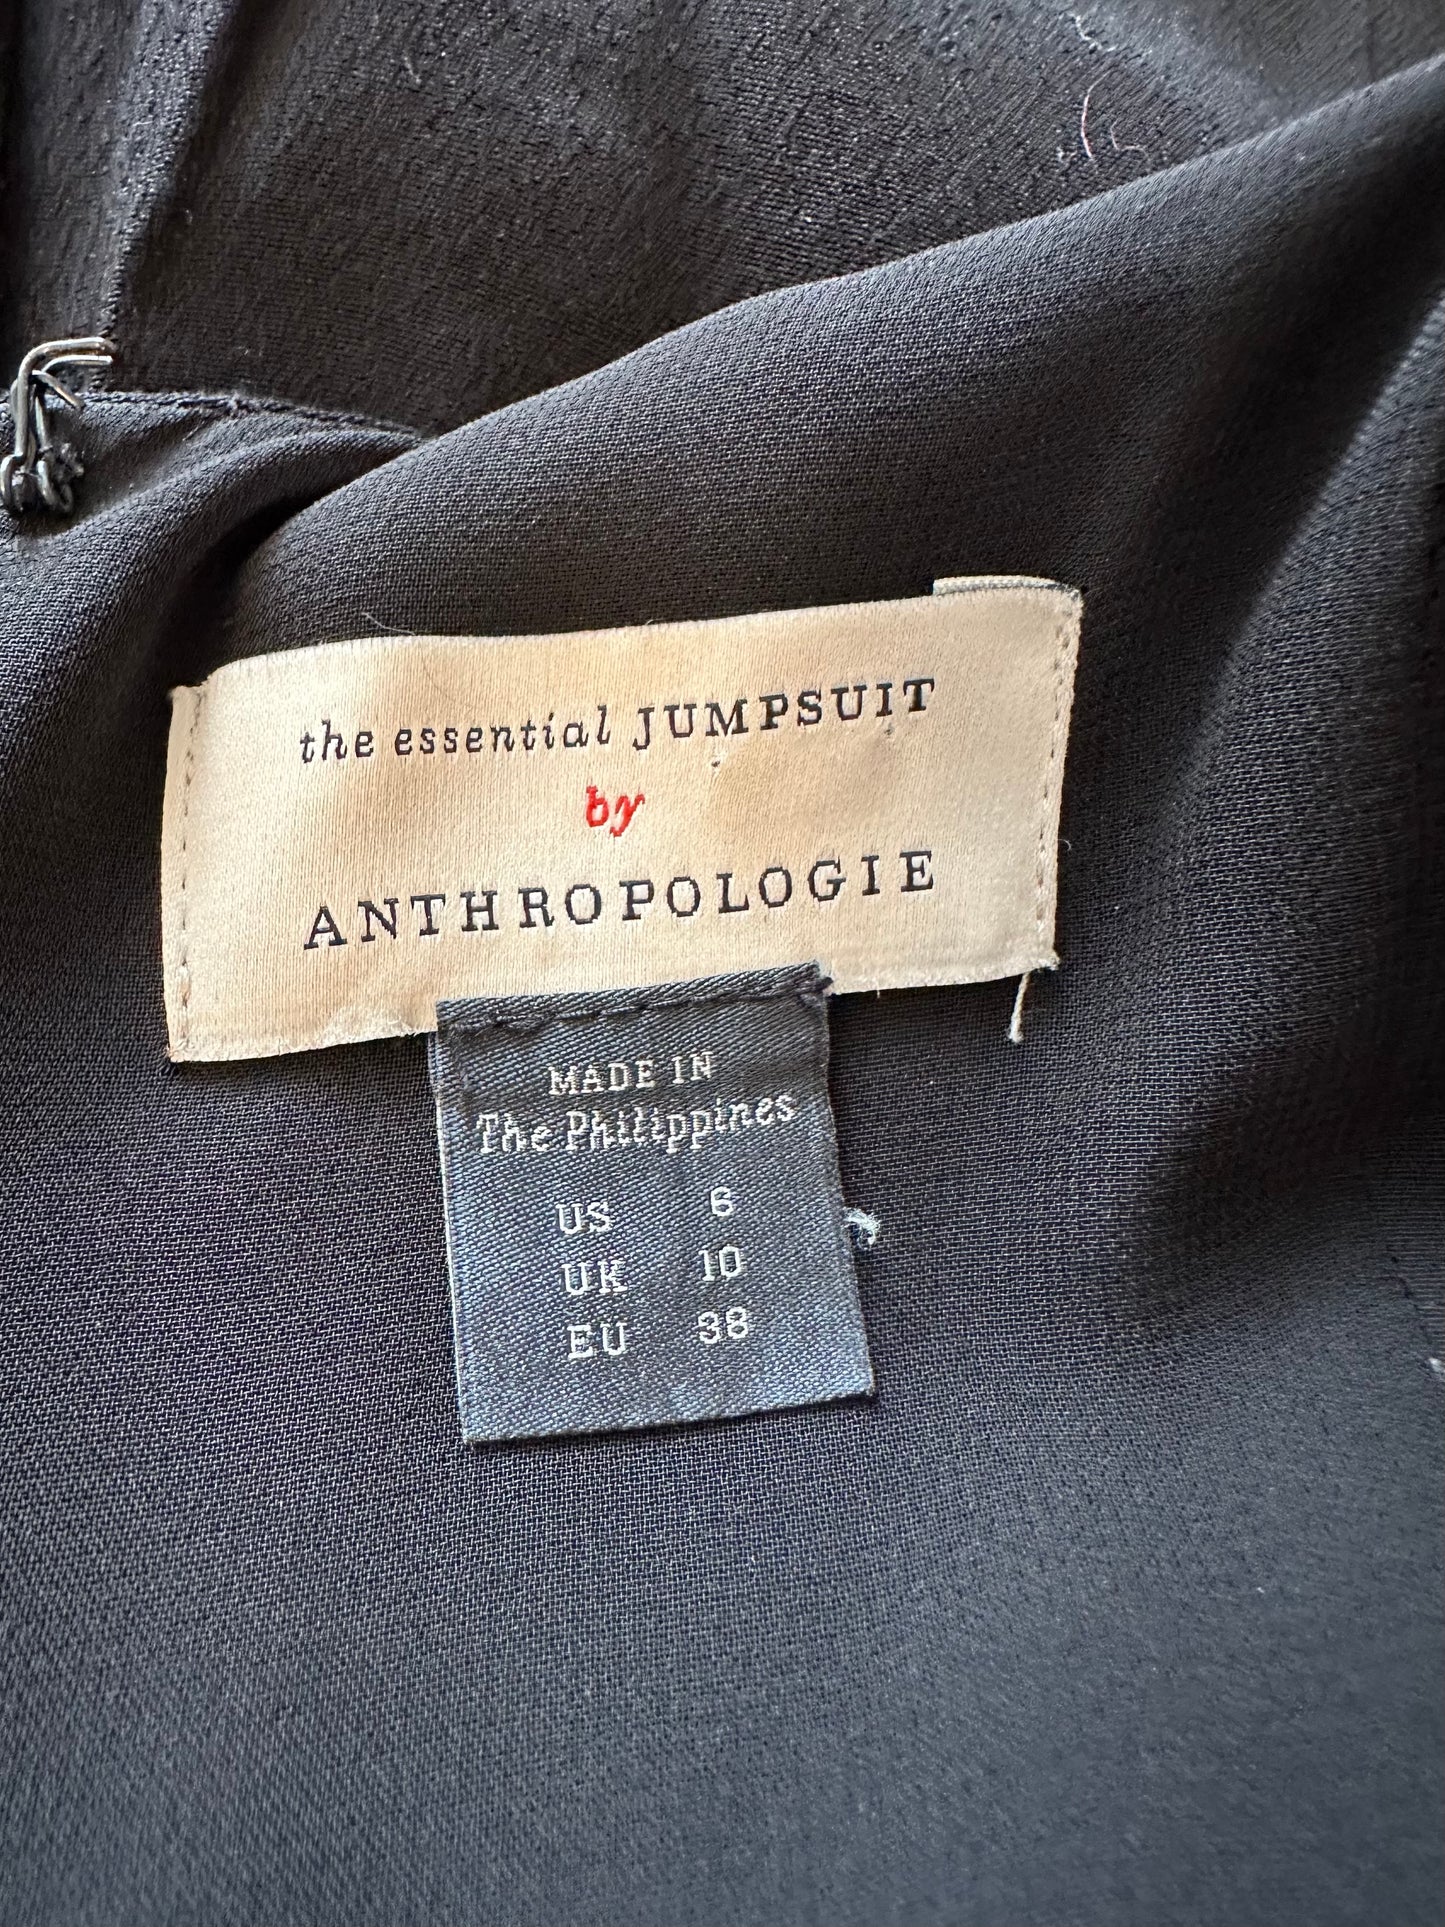 the essential JUMPSUIT
by
ANTHROPOLOGIE
MADE IN
The Philippines
US 6
UK 10
EU 38